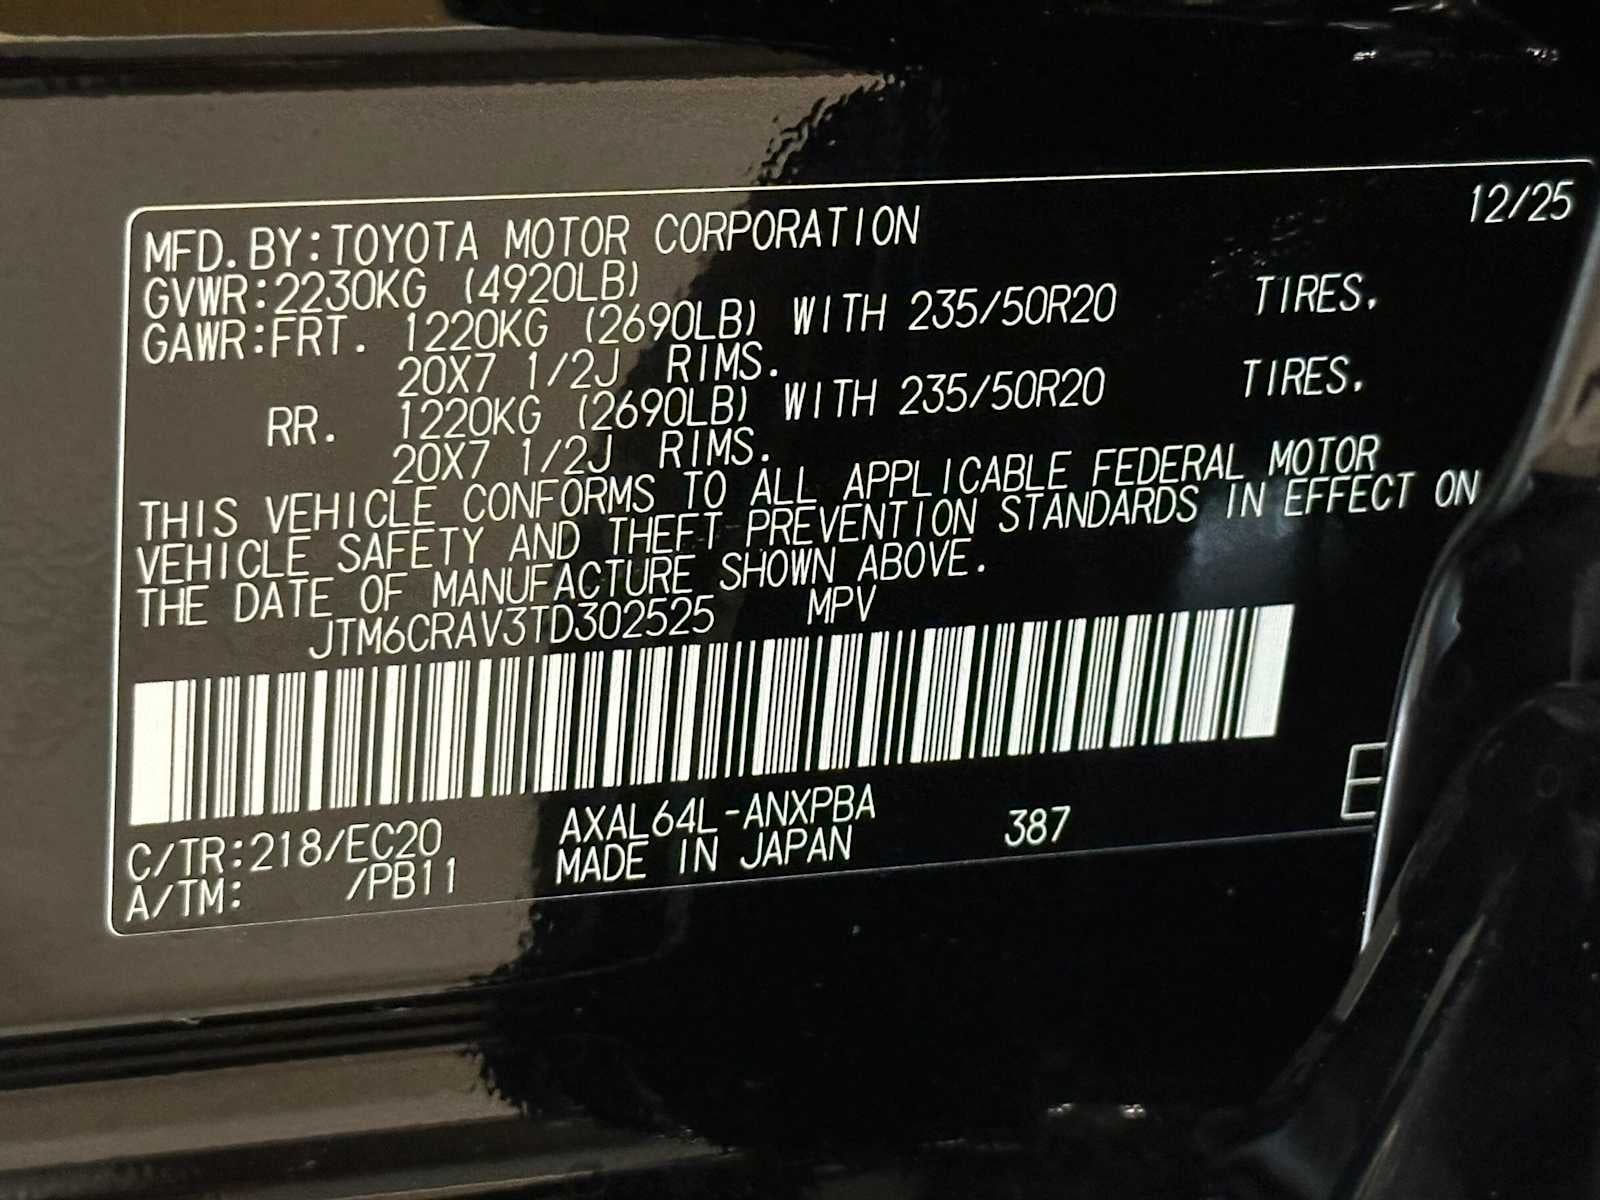 12/25
MFD.BY:TOYOTA MOTOR CORPORATION
GVWR:2230KG (4920LB)
GAWR:FRT. 1220KG (2690LB) WITH 235/50R20 TIRES,
20X7 1/2J RIMS.
RR. 1220KG (2690LB) WITH 235/50R20 TIRES,
20X7 1/2J RIMS.
THIS VEHICLE CONFORMS TO ALL APPLICABLE FEDERAL MOTOR
VEHICLE SAFETY AND THEFT PREVENTION STANDARDS IN EFFECT ON
THE DATE OF MANUFACTURE SHOWN ABOVE.
JTM6CRAV3TD302525 MPV
C/TR:218/EC20 AXAL64L-ANXPBA 387
A/TM: /PB11 MADE IN JAPAN